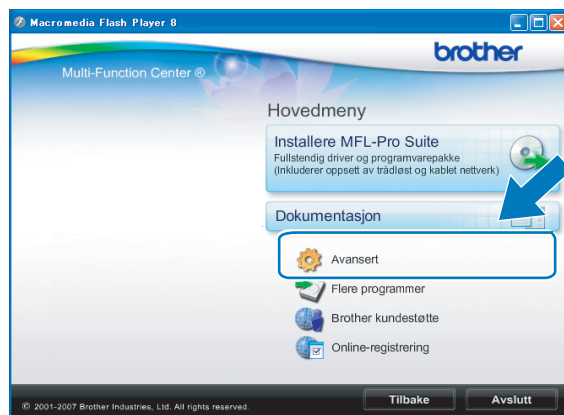 Macromedia Flash Player 8
brother
Multi-Function Center ®
Hovedmeny
Installere MFL-Pro Suite
Fullstendig driver og programvarepakke
(Inkluderer oppsett av trådløst og kablet nettverk)
Dokumentasjon
Avansert
Flere programmer
Brother kundestøtte
Online-registrering
© 2001-2007 Brother Industries, Ltd. All rights reserved.
Tilbake
Avslutt